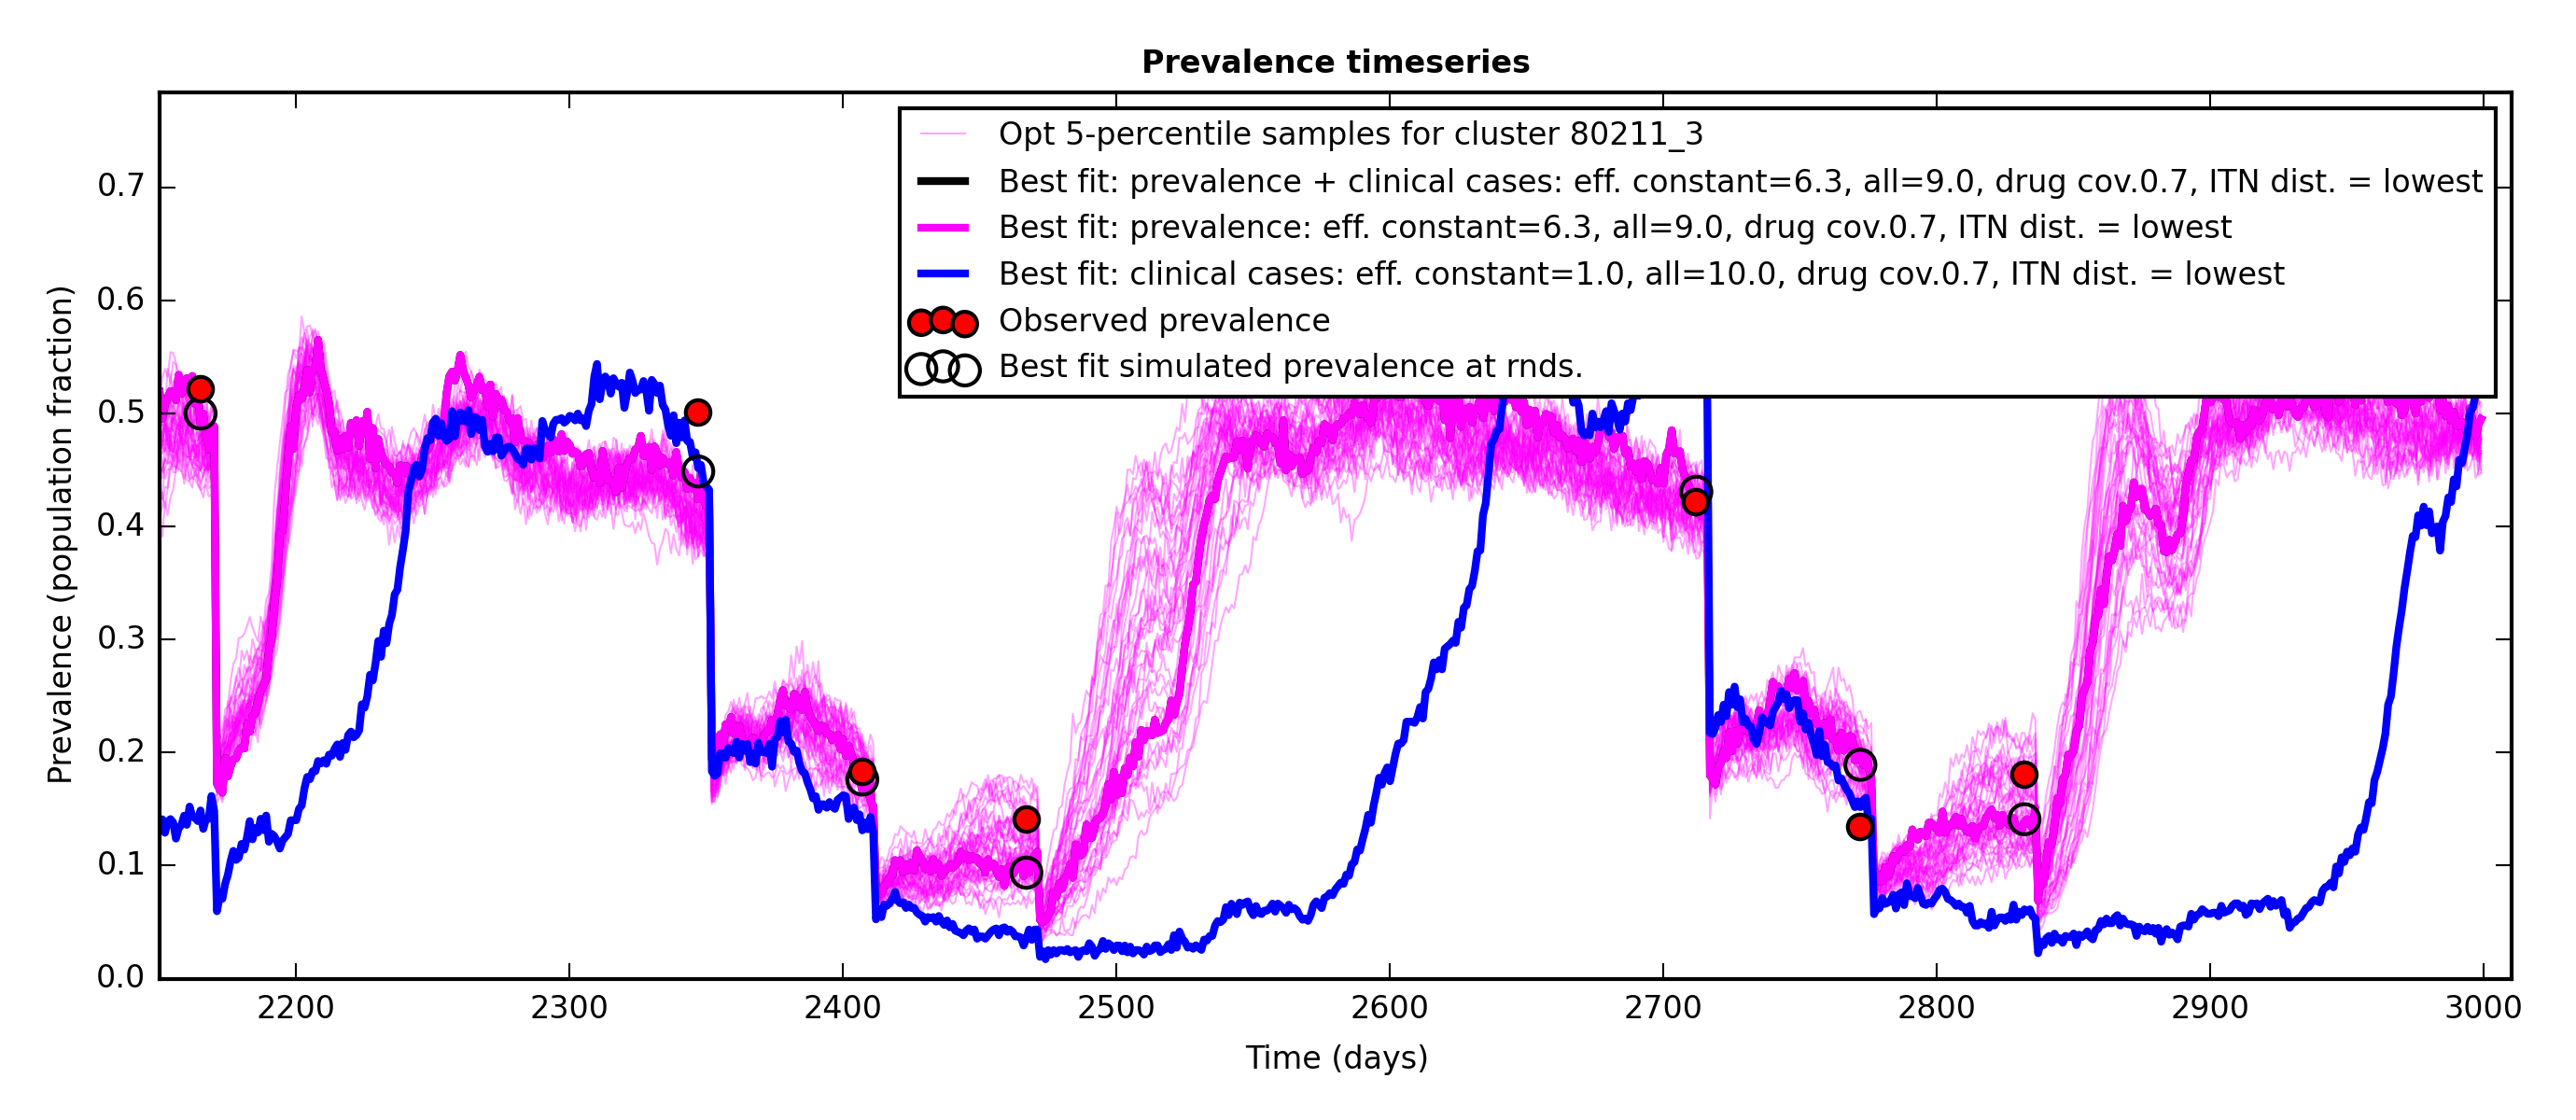 Prevalence timeseries
Opt 5-percentile samples for cluster 80211_3
Best fit: prevalence + clinical cases: eff. constant=6.3, all=9.0, drug cov.0.7, ITN dist. = lowest
Best fit: prevalence: eff. constant=6.3, all=9.0, drug cov.0.7, ITN dist. = lowest
Best fit: clinical cases: eff. constant=1.0, all=10.0, drug cov.0.7, ITN dist. = lowest
Observed prevalence
Best fit simulated prevalence at rnds.
Prevalence (population fraction)
0.7
0.6
0.5
0.4
0.3
0.2
0.1
0.0
2200 2300 2400 2500 2600 2700 2800 2900 3000
Time (days)